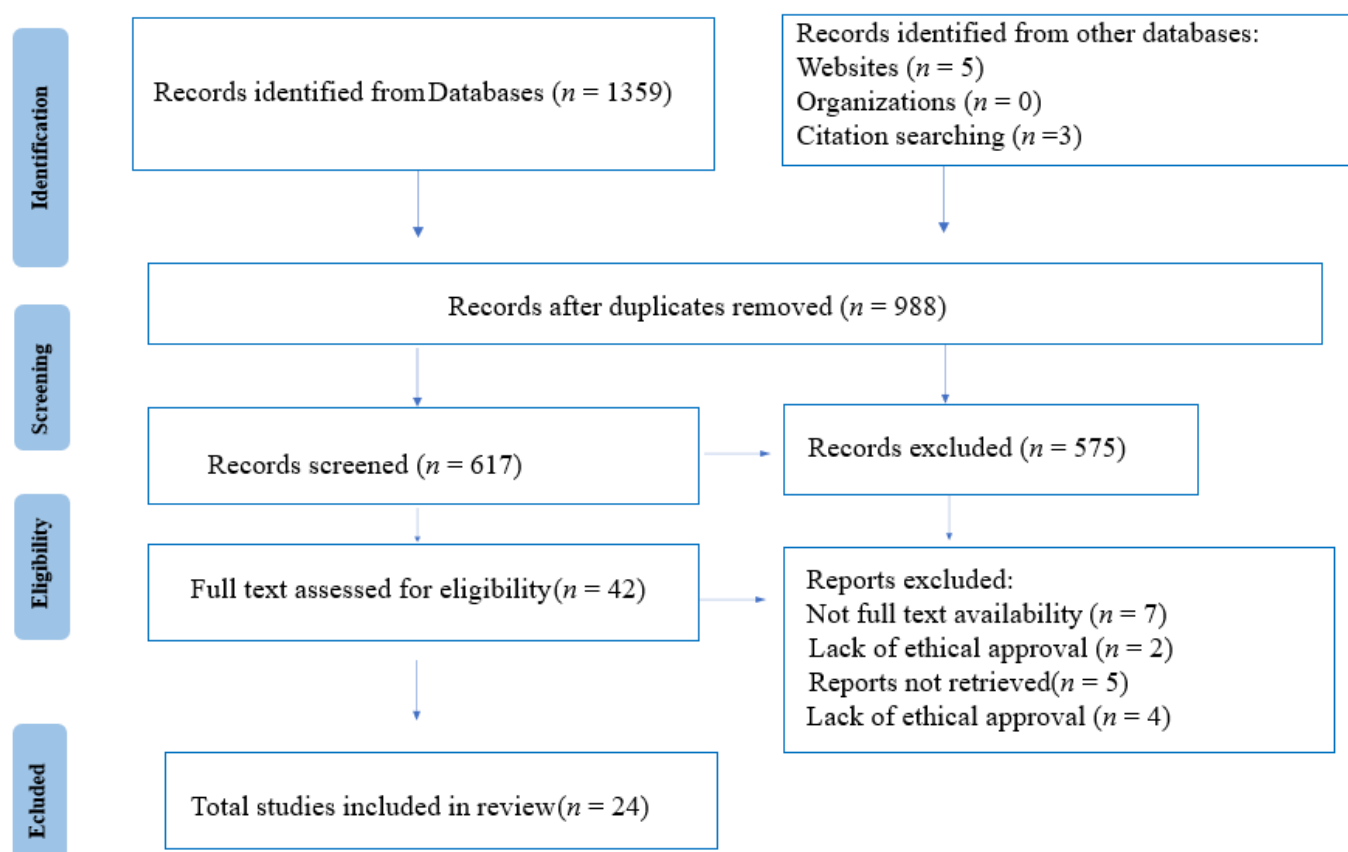 Identification
Records identified fromDatabases (n = 1359)
Records identified from other databases:
Websites (n = 5)
Organizations (n = 0)
Citation searching (n =3)
Records after duplicates removed (n = 988)
Screening
Records screened (n = 617)
Records excluded (n = 575)
Eligibility
Full text assessed for eligibility(n = 42)
Reports excluded:
Not full text availability (n = 7)
Lack of ethical approval (n = 2)
Reports not retrieved(n = 5)
Lack of ethical approval (n = 4)
Ecluded
Total studies included in review(n = 24)